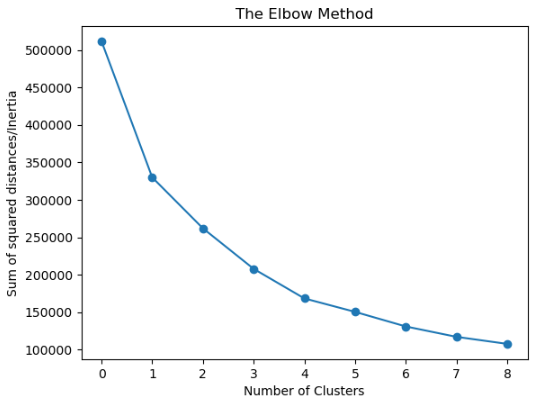 The Elbow Method
Sum of squared distances/Inertia
500000
450000
400000
350000
300000
250000
200000
150000
100000
0 1 2 3 4 5 6 7 8
Number of Clusters